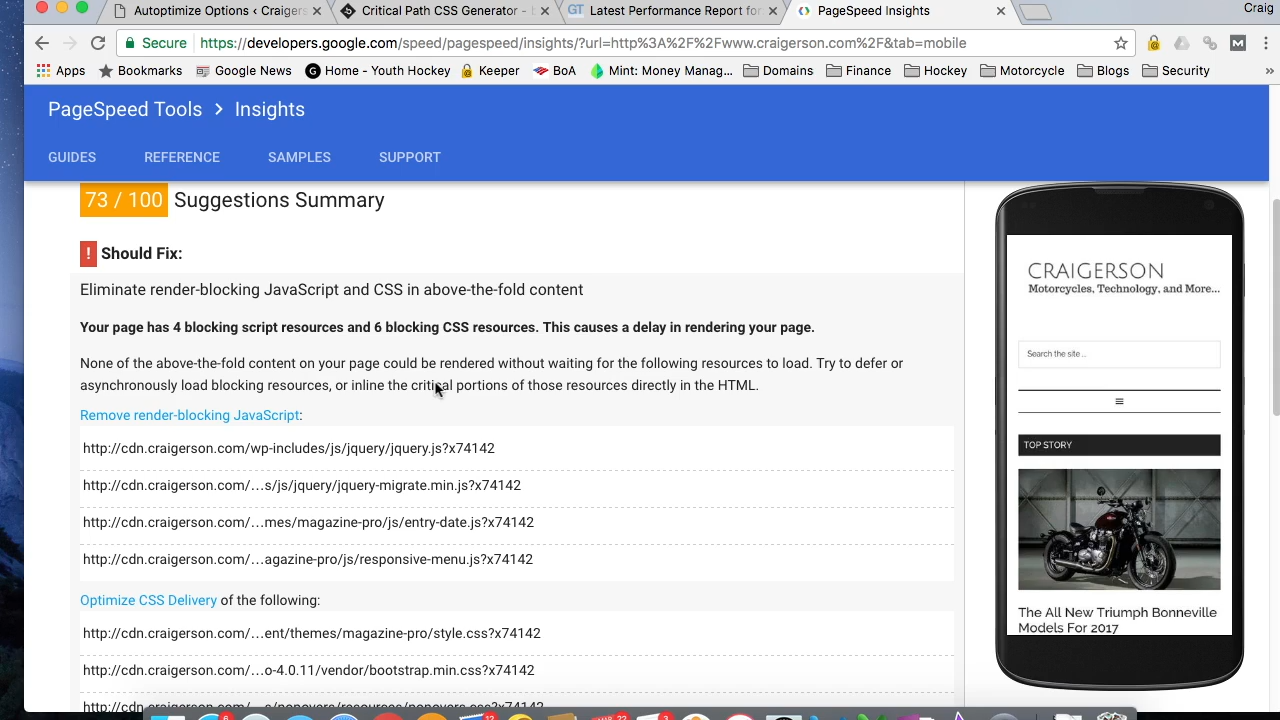 Autoptimize Options ‹ Craigers
Critical Path CSS Generator - b
GT Latest Performance Report for
PageSpeed Insights
Craig
Secure https://developers.google.com/speed/pagespeed/insights/?url=http%3A%2F%2Fwww.craigerson.com%2F&tab=mobile
Apps Bookmarks Google News Home - Youth Hockey Keeper BoA Mint: Money Manag... Domains Finance Hockey Motorcycle Blogs Security »
PageSpeed Tools > Insights
GUIDES REFERENCE SAMPLES SUPPORT
73 / 100 Suggestions Summary
! Should Fix:
Eliminate render-blocking JavaScript and CSS in above-the-fold content
Your page has 4 blocking script resources and 6 blocking CSS resources. This causes a delay in rendering your page.
None of the above-the-fold content on your page could be rendered without waiting for the following resources to load. Try to defer or
asynchronously load blocking resources, or inline the critical portions of those resources directly in the HTML.
Remove render-blocking JavaScript:
http://cdn.craigerson.com/wp-includes/js/jquery/jquery.js?x74142
http://cdn.craigerson.com/…s/js/jquery/jquery-migrate.min.js?x74142
http://cdn.craigerson.com/…mes/magazine-pro/js/entry-date.js?x74142
http://cdn.craigerson.com/…agazine-pro/js/responsive-menu.js?x74142
Optimize CSS Delivery of the following:
http://cdn.craigerson.com/…ent/themes/magazine-pro/style.css?x74142
http://cdn.craigerson.com/…o-4.0.11/vendor/bootstrap.min.css?x74142
CRAIGERSON
Motorcycles, Technology, and More...
Search the site ...
TOP STORY
The All New Triumph Bonneville
Models For 2017